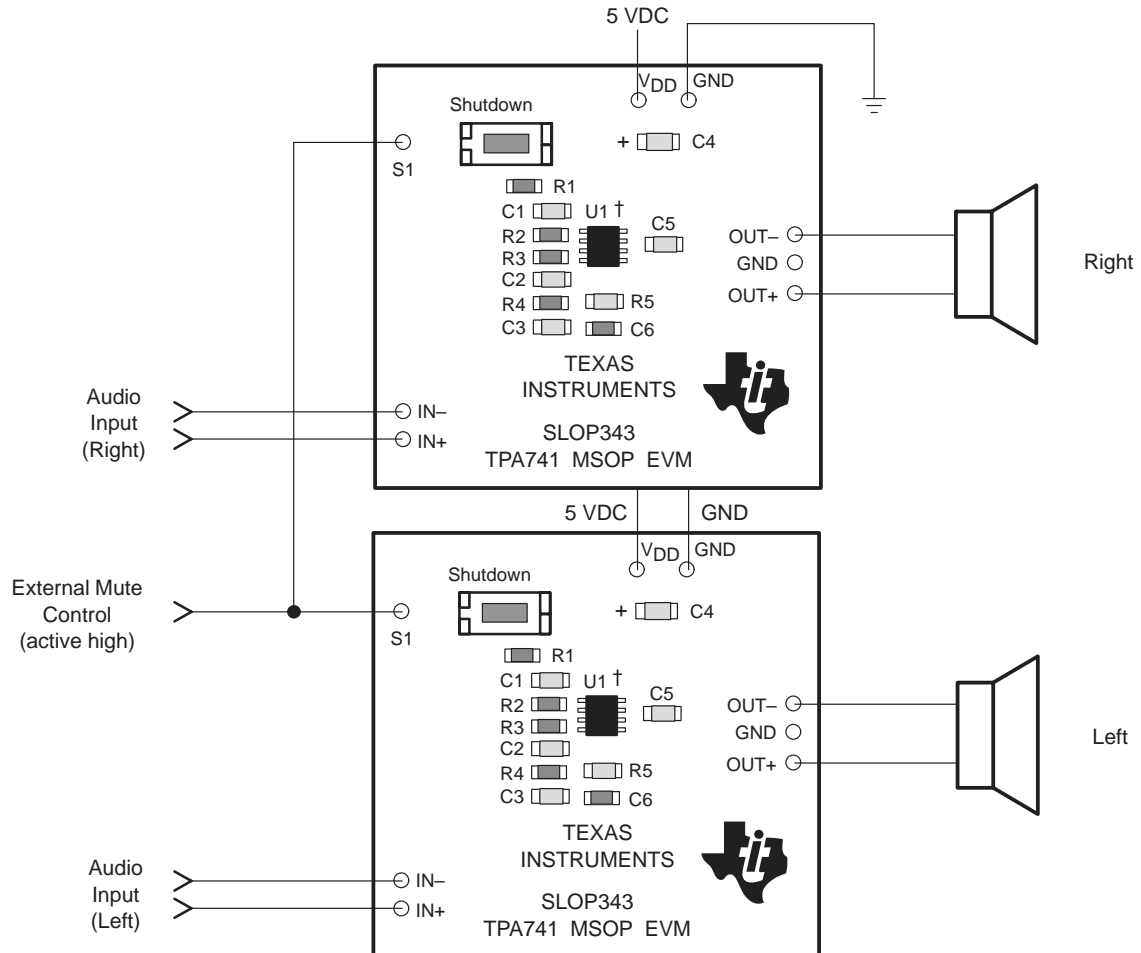 5 VDC
VDD GND
Shutdown
+ C4
S1
R1
C1 U1 †
C5
R2
OUT–
R3
GND
Right
C2
OUT+
R4 R5
C3 C6
TEXAS
INSTRUMENTS
Audio
Input
(Right)
IN–
IN+
SLOP343
TPA741 MSOP EVM
5 VDC GND
VDD GND
Shutdown
External Mute
Control
(active high)
+ C4
S1
R1
C1 U1 †
C5
R2
OUT–
R3
GND
Left
C2
OUT+
R4 R5
C3 C6
TEXAS
INSTRUMENTS
Audio
Input
(Left)
IN–
IN+
SLOP343
TPA741 MSOP EVM